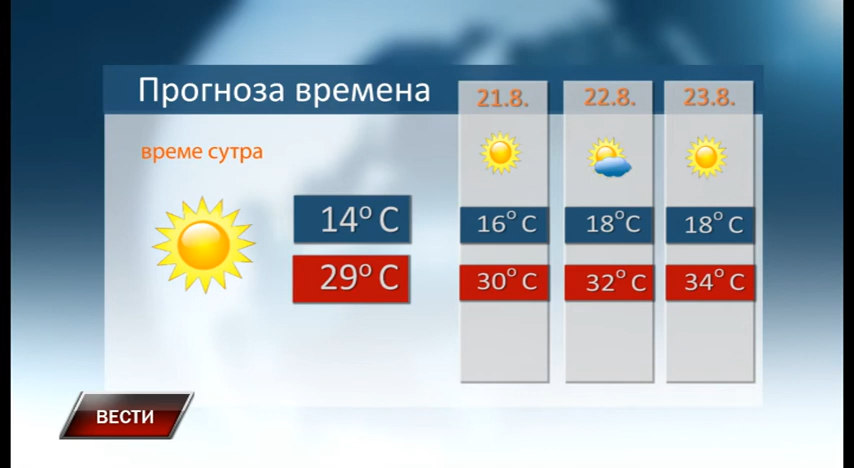 Прогноза времена
време сутра
14° C
29° C
21.8.
16° C
30° C
22.8.
18°C
32° C
23.8.
18° C
34° C
ВЕСТИ